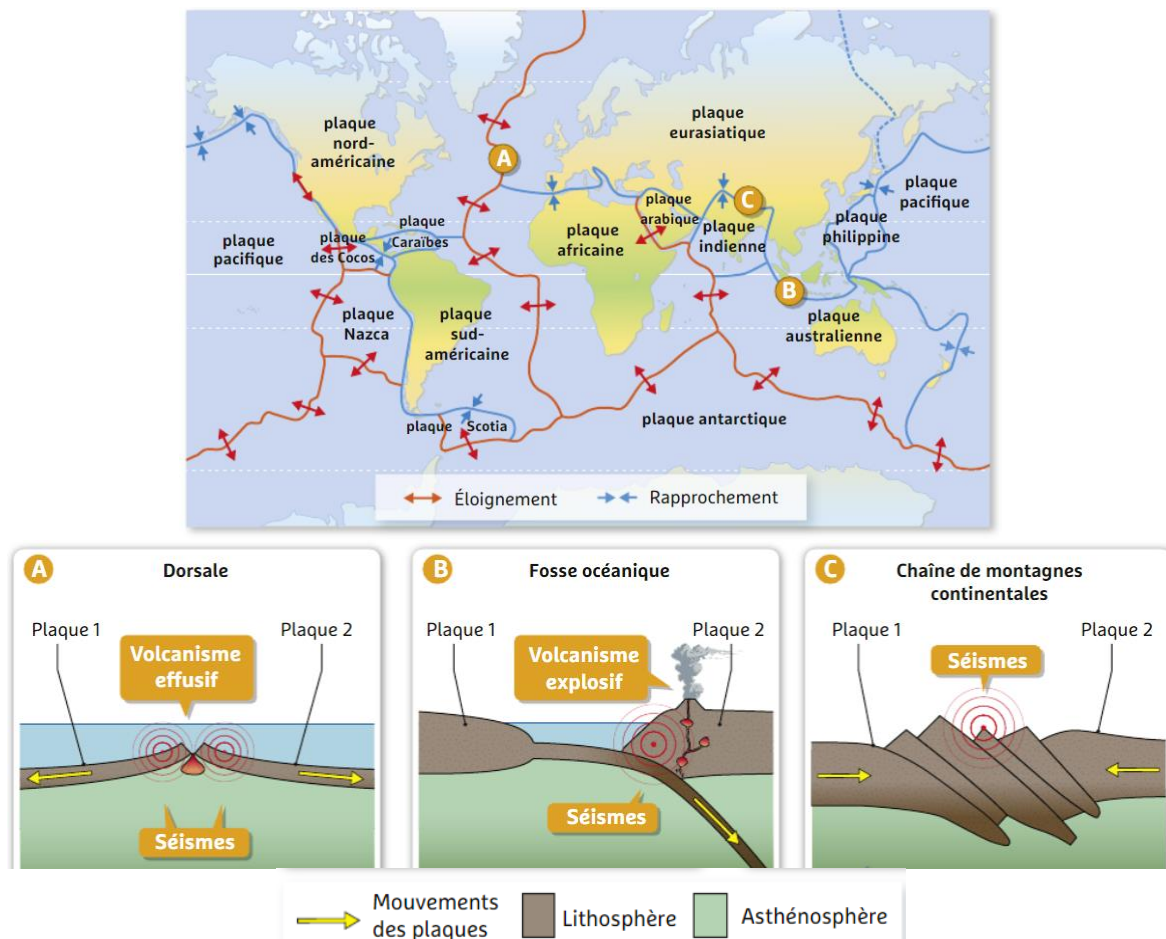 plaque
nord-
américaine
plaque
eurasiatique
A
C
plaque
pacifique
plaque
arabique
plaque
Caraïbes
plaque
africaine
plaque
indienne
plaque
philippine
plaque
pacifique
plaque
des Cocos
B
plaque
Nazca
plaque
sud-
américaine
plaque
australienne
plaque Scotia
plaque antarctique
Éloignement
Rapprochement
A
Dorsale
Plaque 1
Plaque 2
Volcanisme
effusif
Séismes
B
Fosse océanique
Plaque 1
Plaque 2
Volcanisme
explosif
Séismes
C
Chaîne de montagnes
continentales
Plaque 1
Plaque 2
Séismes
Mouvements
des plaques
Lithosphère
Asthénosphère